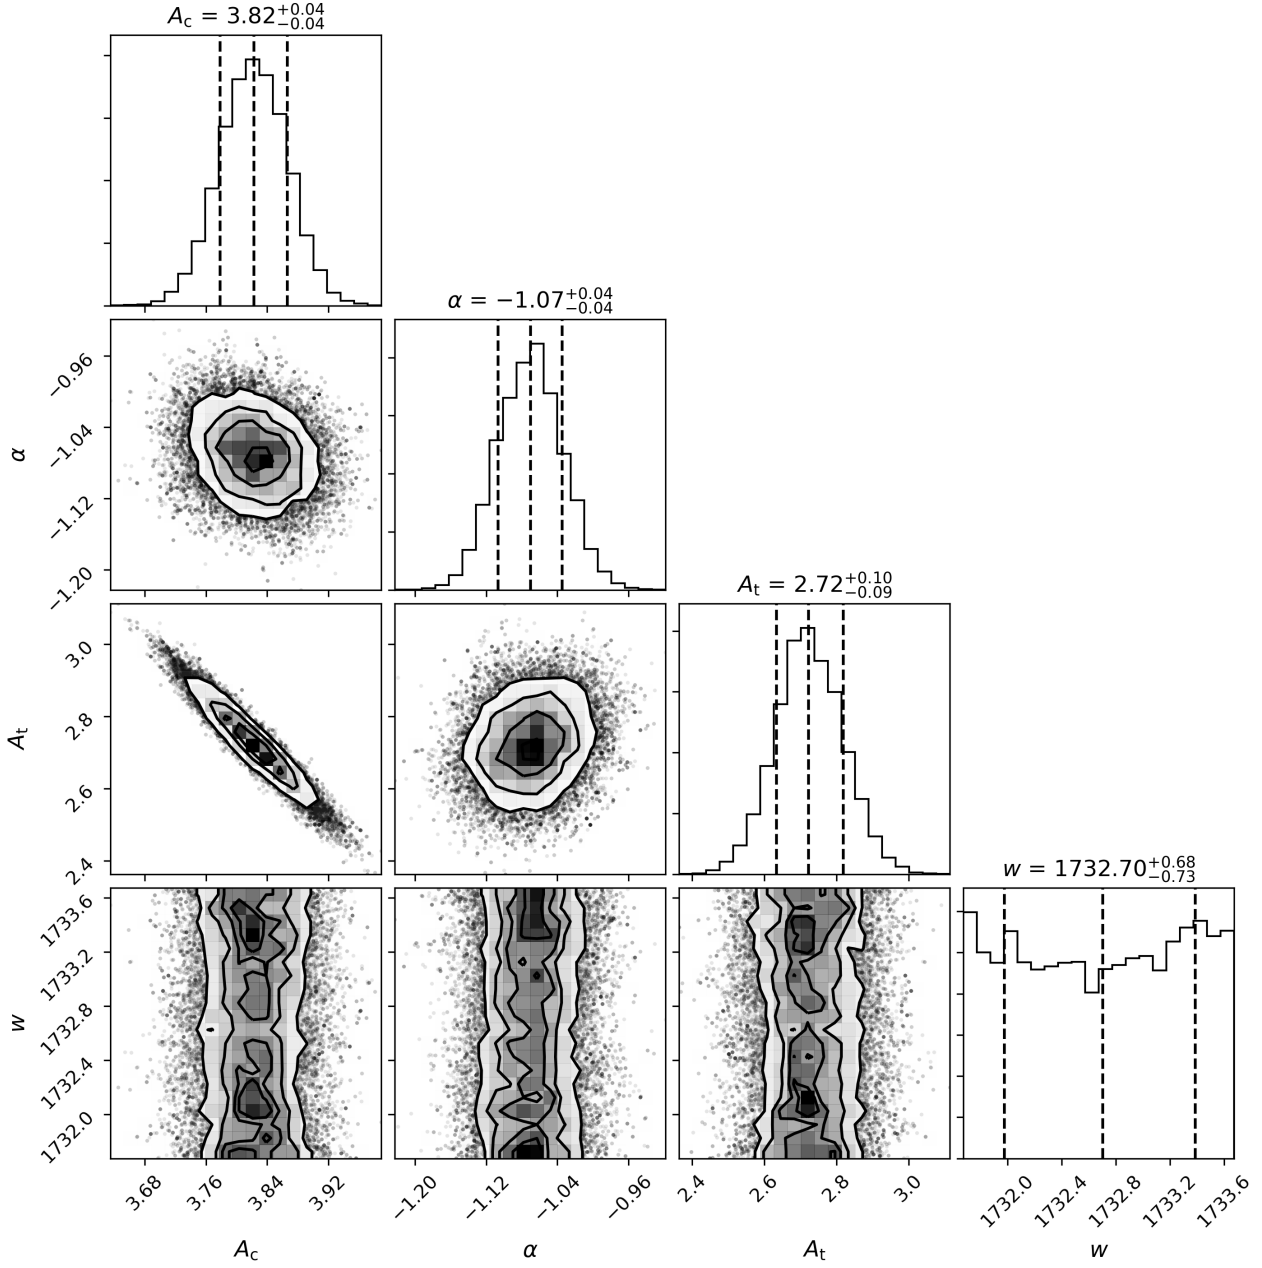 A_c = 3.82^{+0.04}_{-0.04}
α = −1.07^{+0.04}_{-0.04}
−0.96
−1.04
−1.12
−1.20
α
A_t = 2.72^{+0.10}_{-0.09}
3.0
2.8
2.6
2.4
A_t
w = 1732.70^{+0.68}_{-0.73}
1733.6
1733.2
1732.8
1732.4
1732.0
w
3.68 3.76 3.84 3.92
−1.20 −1.12 −1.04 −0.96
2.4 2.6 2.8 3.0
1732.0 1732.4 1732.8 1733.2 1733.6
A_c α A_t w